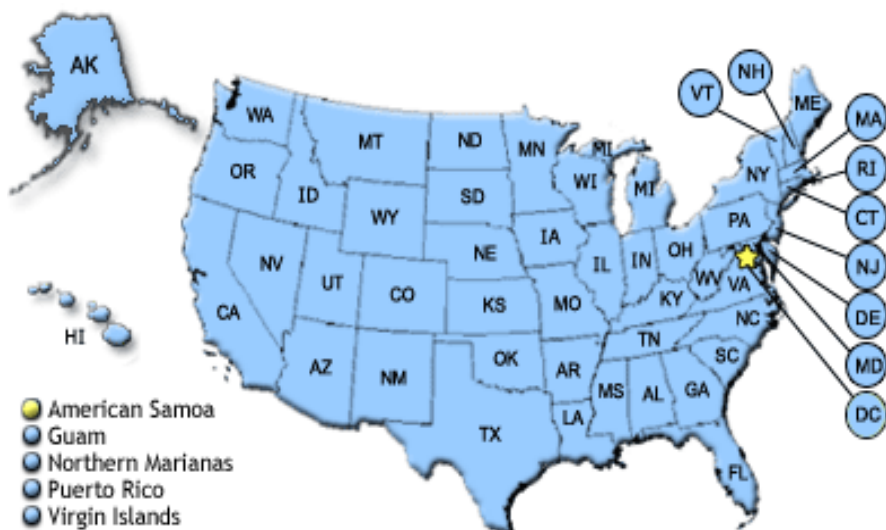 AK
WA
OR
CA
ID
NV
MT
WY
UT
AZ
CO
NM
ND
SD
NE
KS
OK
TX
MN
IA
MO
AR
LA
WI
IL
MI
MI
IN
OH
KY
TN
MS
AL
GA
FL
SC
NC
VA
WV
PA
NY
ME
VT
NH
MA
RI
CT
NJ
DE
MD
DC
HI
American Samoa
Guam
Northern Marianas
Puerto Rico
Virgin Islands